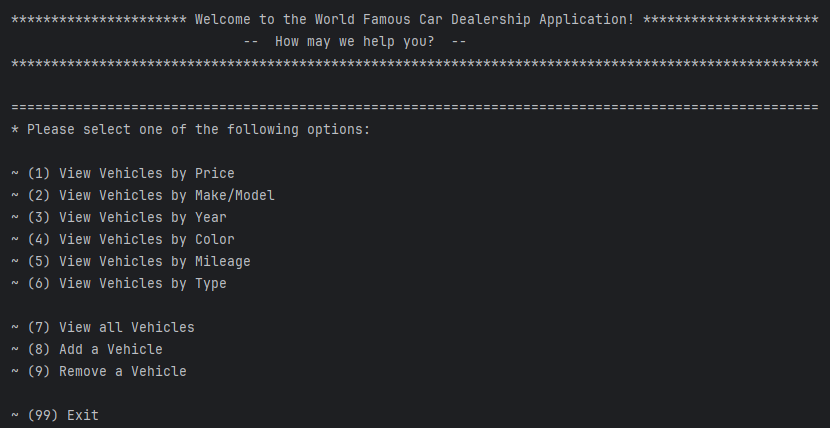 ********************** Welcome to the World Famous Car Dealership Application! **********************
--  How may we help you?  --
*****************************************************************************************************
=====================================================================================================
* Please select one of the following options:
~ (1) View Vehicles by Price
~ (2) View Vehicles by Make/Model
~ (3) View Vehicles by Year
~ (4) View Vehicles by Color
~ (5) View Vehicles by Mileage
~ (6) View Vehicles by Type
~ (7) View all Vehicles
~ (8) Add a Vehicle
~ (9) Remove a Vehicle
~ (99) Exit